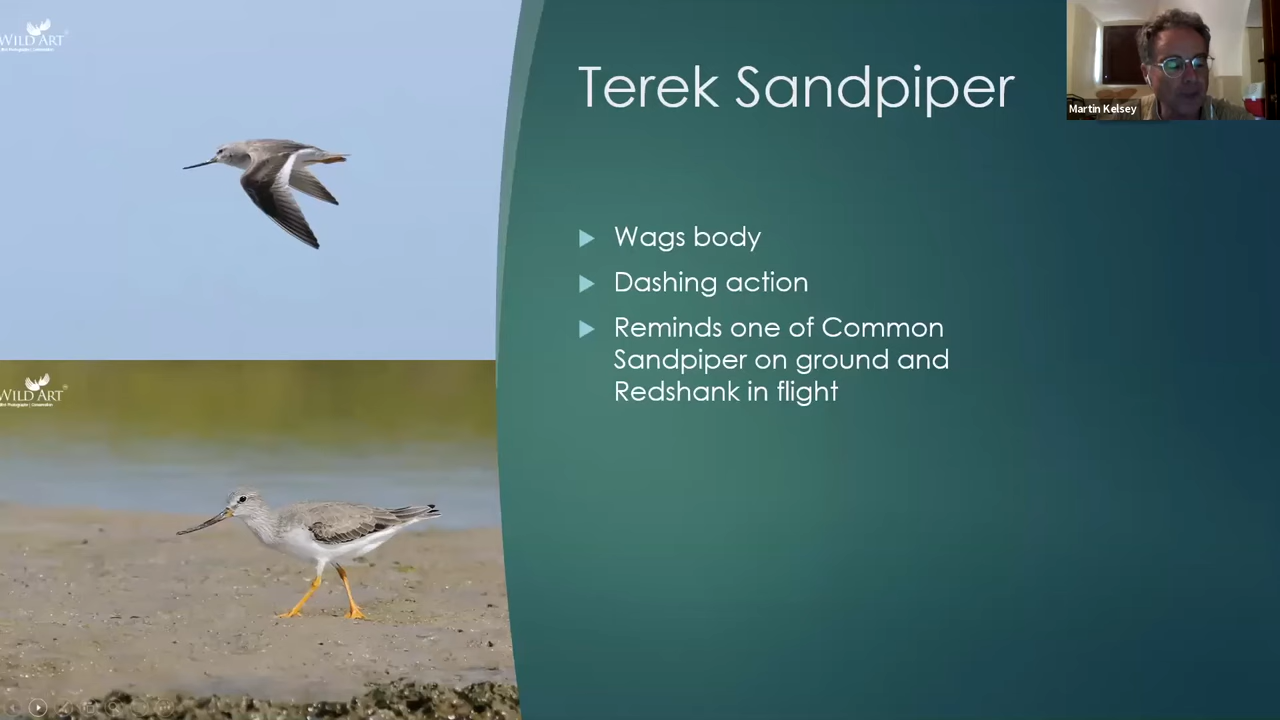 WILD ART
Terek Sandpiper
Martin Kelsey
Wags body
Dashing action
Reminds one of Common
Sandpiper on ground and
Redshank in flight
WILD ART